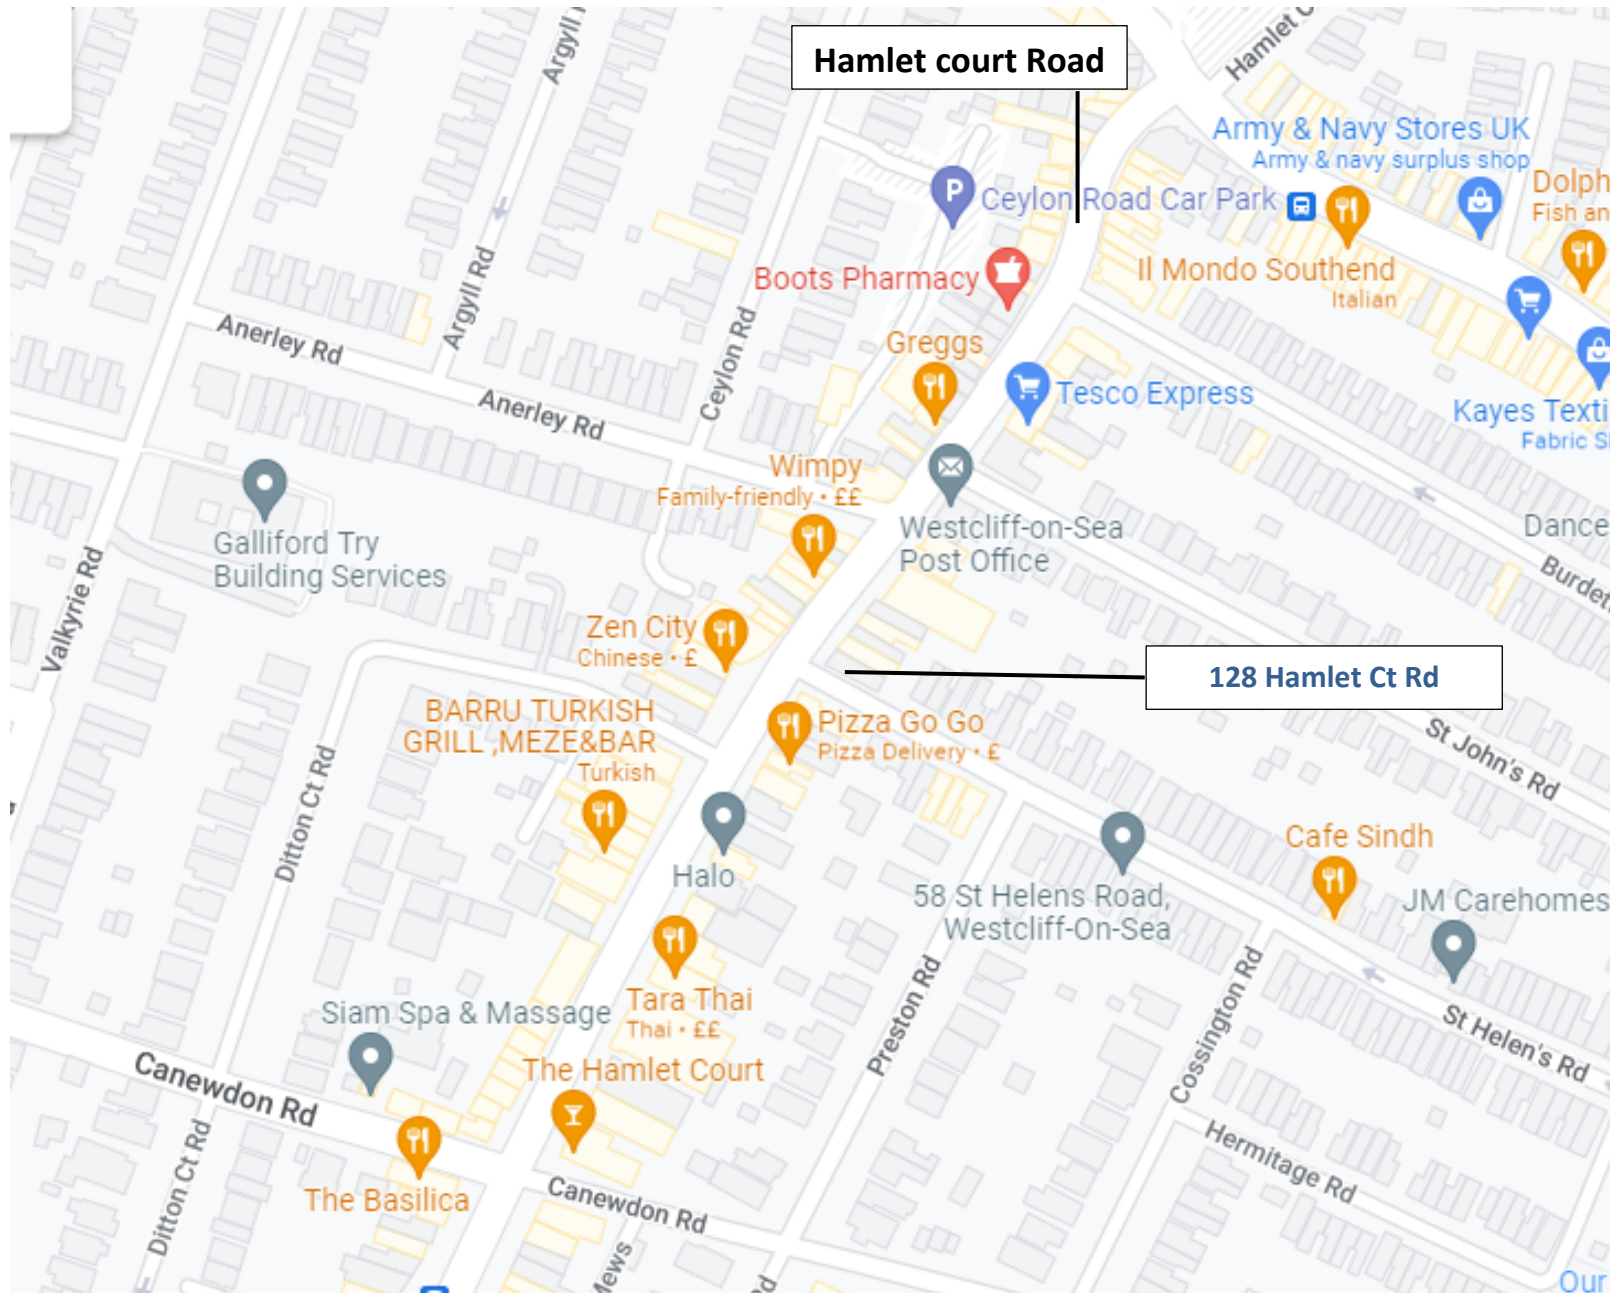 Hamlet court Road
Argyll
Hamlet C
Army & Navy Stores UK
Army & navy surplus shop
P
Ceylon Road Car Park
Dolph
Fish an
Argyll Rd
Boots Pharmacy
Il Mondo Southend
Italian
Anerley Rd
Ceylon Rd
Greggs
Tesco Express
Anerley Rd
Kayes Texti
Fabric S
Wimpy
Family-friendly · ££
Westcliff-on-Sea
Post Office
Galliford Try
Building Services
Dance
Burdet
Valkyrie Rd
Zen City
Chinese · £
128 Hamlet Ct Rd
BARRU TURKISH
GRILL ,MEZE&BAR
Turkish
Pizza Go Go
Pizza Delivery · £
St John's Rd
Ditton Ct Rd
Halo
Cafe Sindh
58 St Helens Road,
Westcliff-On-Sea
JM Carehomes
Tara Thai
Thai · ££
Siam Spa & Massage
Preston Rd
Cossington Rd
St Helen's Rd
Canewdon Rd
The Hamlet Court
Hermitage Rd
Ditton Ct Rd
The Basilica
Canewdon Rd
Mews
Rd
Our